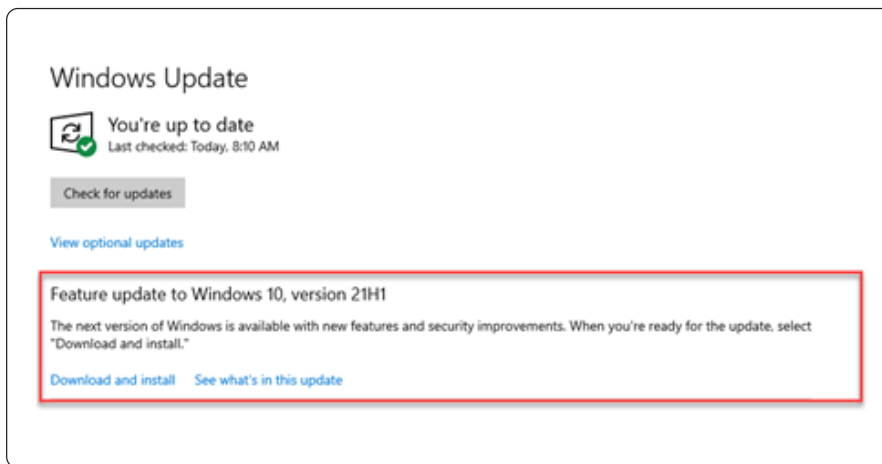 Windows Update
You're up to date
Last checked: Today, 8:10 AM
Check for updates
View optional updates
Feature update to Windows 10, version 21H1
The next version of Windows is available with new features and security improvements. When you're ready for the update, select
"Download and install."
Download and install See what's in this update